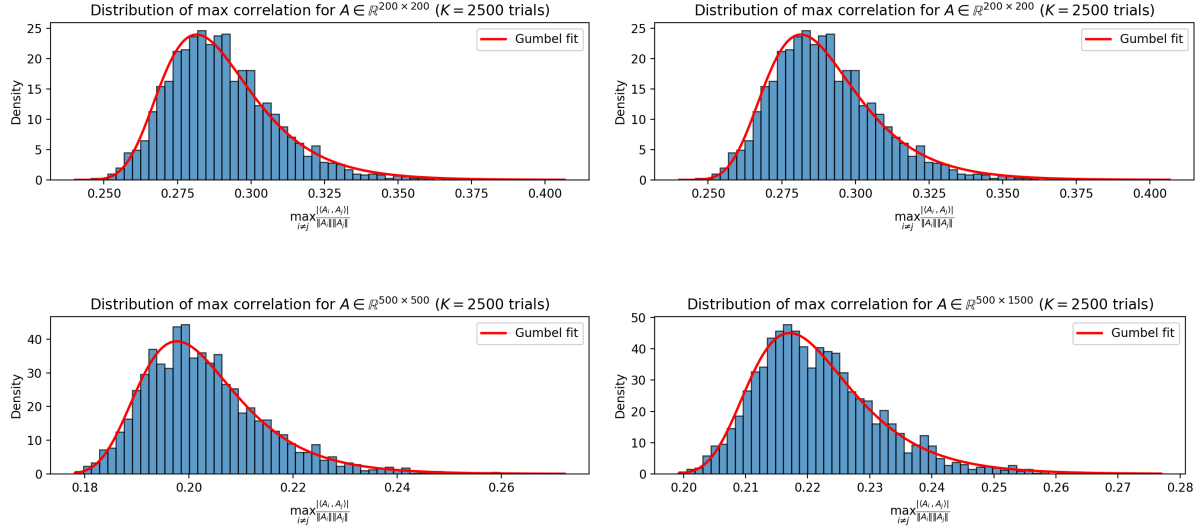 Distribution of max correlation for A ∈ ℝ^{200 × 200} (K = 2500 trials)
Gumbel fit
Density
25
20
15
10
5
0
0.250 0.275 0.300 0.325 0.350 0.375 0.400
max_{i≠j} |⟨A_i, A_j⟩| / ‖A_i‖‖A_j‖
Distribution of max correlation for A ∈ ℝ^{200 × 200} (K = 2500 trials)
Gumbel fit
Density
25
20
15
10
5
0
0.250 0.275 0.300 0.325 0.350 0.375 0.400
max_{i≠j} |⟨A_i, A_j⟩| / ‖A_i‖‖A_j‖
Distribution of max correlation for A ∈ ℝ^{500 × 500} (K = 2500 trials)
Gumbel fit
Density
40
30
20
10
0
0.18 0.20 0.22 0.24 0.26
max_{i≠j} |⟨A_i, A_j⟩| / ‖A_i‖‖A_j‖
Distribution of max correlation for A ∈ ℝ^{500 × 1500} (K = 2500 trials)
Gumbel fit
Density
50
40
30
20
10
0
0.20 0.21 0.22 0.23 0.24 0.25 0.26 0.27 0.28
max_{i≠j} |⟨A_i, A_j⟩| / ‖A_i‖‖A_j‖